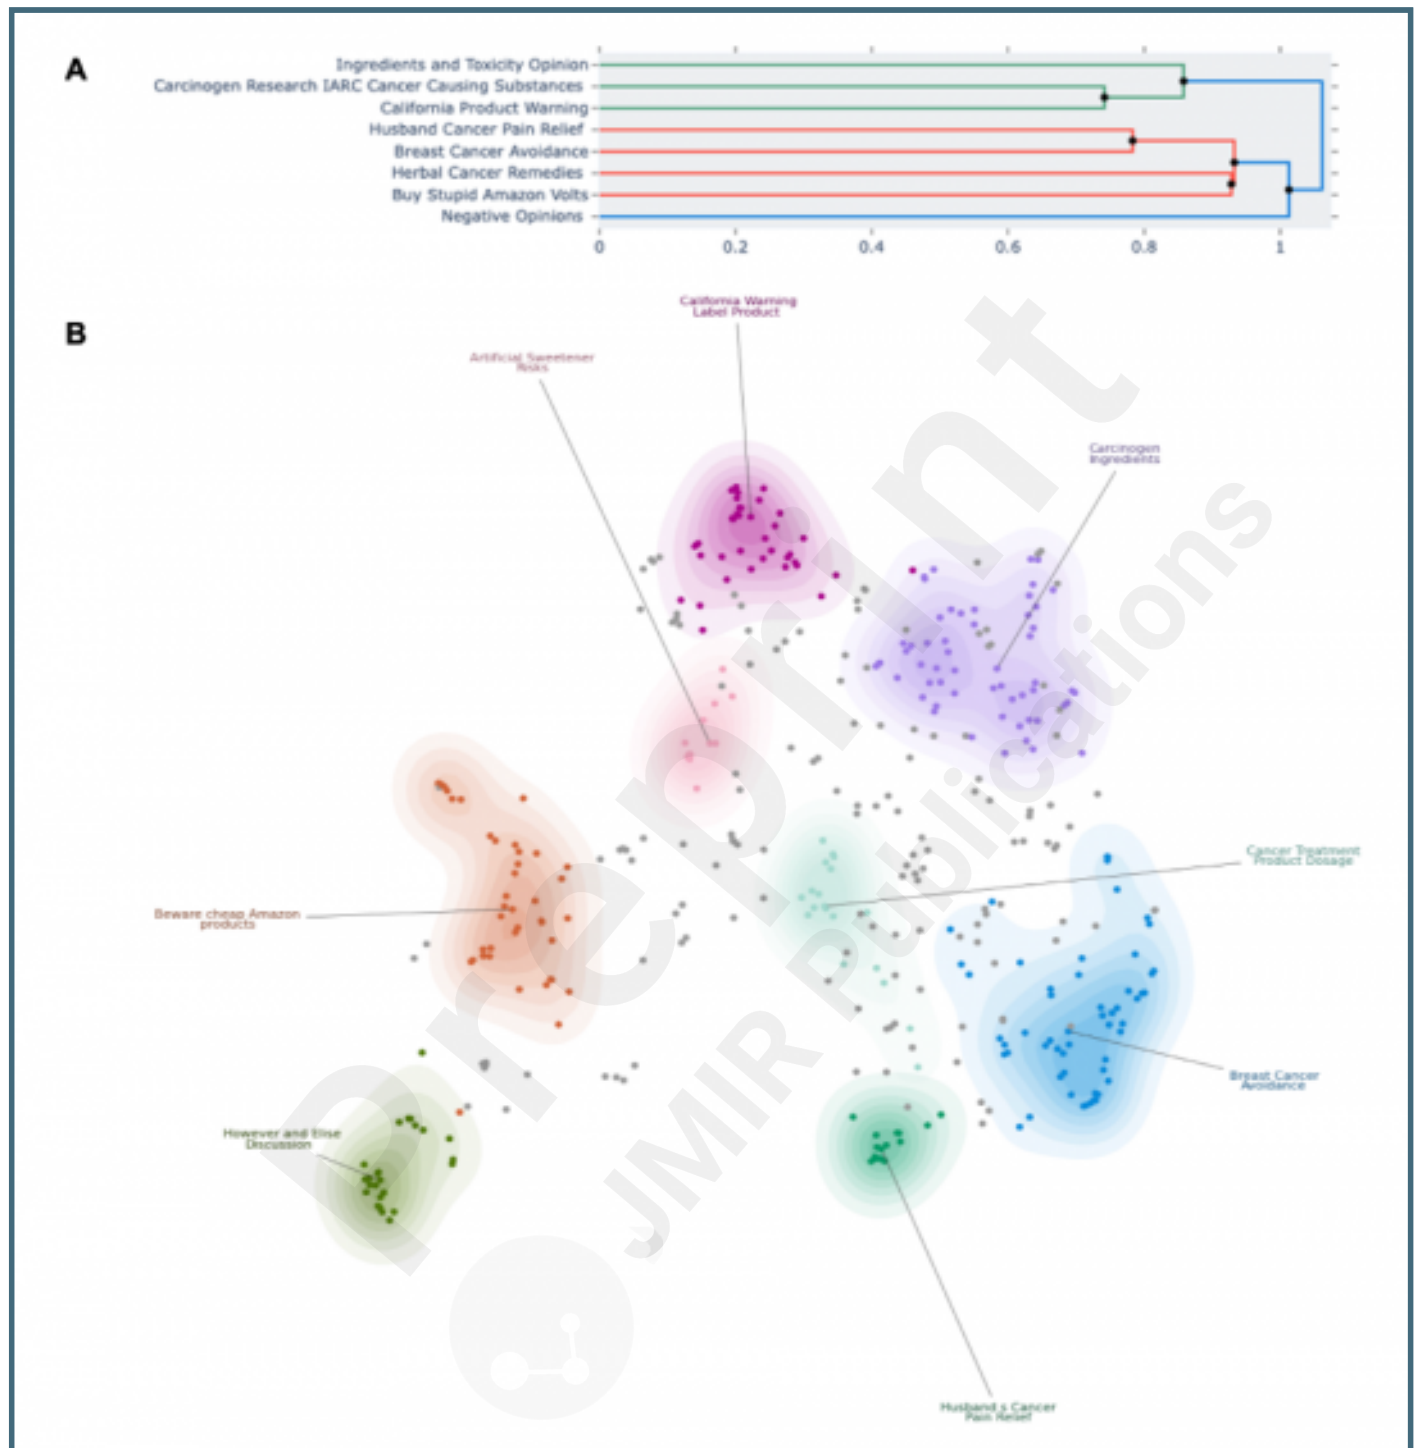 A
Ingredients and Toxicity Opinion
Carcinogen Research IARC Cancer Causing Substances
California Product Warning
Husband Cancer Pain Relief
Breast Cancer Avoidance
Herbal Cancer Remedies
Buy Stupid Amazon Volts
Negative Opinions
0 0.2 0.4 0.6 0.8 1
B
California Warning
Label Product
Artificial Sweetener
Risks
Carcinogen
Ingredients
Cancer Treatment
Product Dosage
Beware cheap Amazon
products
Breast Cancer
Avoidance
However and Elise
Discussion
Husband s Cancer
Pain Relief
Preprint
JMIR Publications